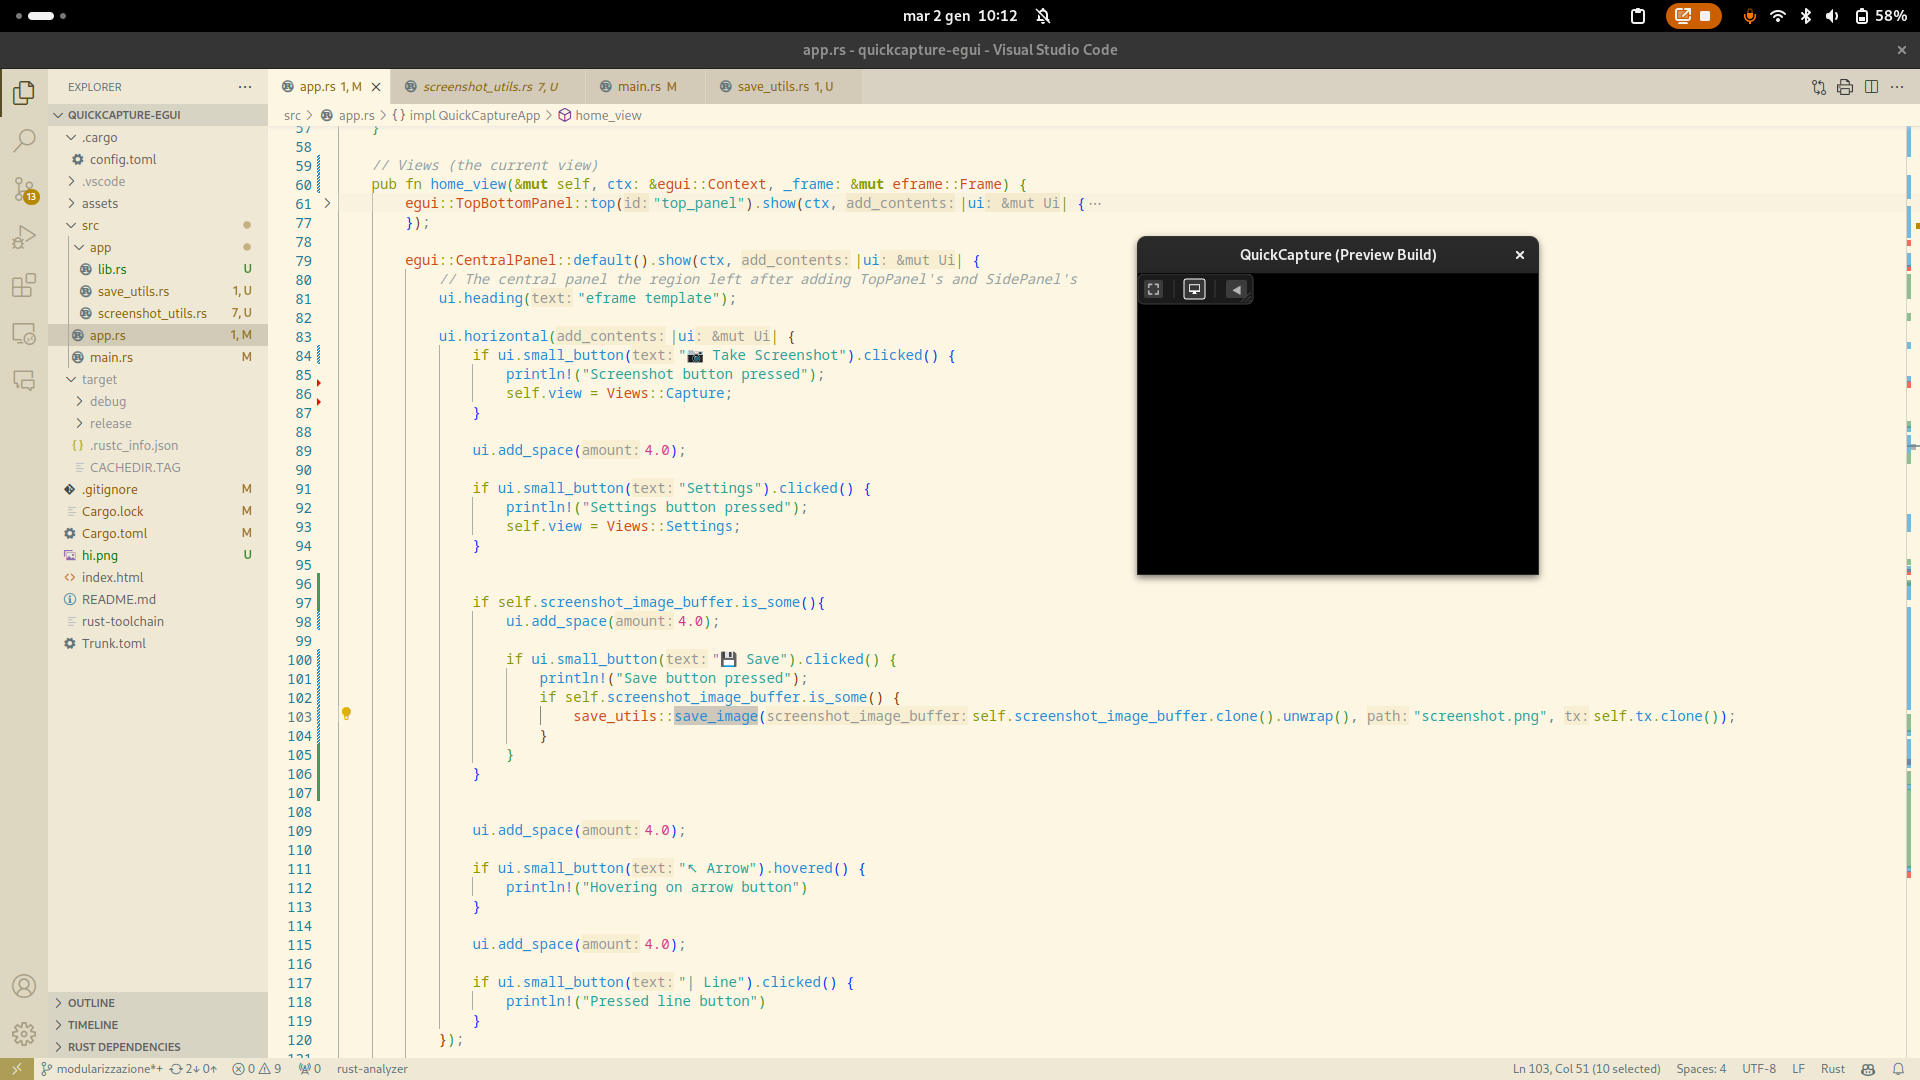 mar 2 gen 10:12
58%
app.rs - quickcapture-egui - Visual Studio Code
EXPLORER
QUICKCAPTURE-EGUI
.cargo
config.toml
.vscode
assets
src
app
lib.rs U
save_utils.rs 1, U
screenshot_utils.rs 7, U
app.rs 1, M
main.rs M
target
debug
release
.rustc_info.json
CACHEDIR.TAG
.gitignore M
Cargo.lock M
Cargo.toml M
hi.png U
index.html
README.md
rust-toolchain
Trunk.toml
OUTLINE
TIMELINE
RUST DEPENDENCIES
13
app.rs 1, M screenshot_utils.rs 7, U main.rs M save_utils.rs 1, U
src > app.rs > {} impl QuickCaptureApp > home_view
57 }
58
59 // Views (the current view)
60 pub fn home_view(&mut self, ctx: &egui::Context, _frame: &mut eframe::Frame) {
61 egui::TopBottomPanel::top(id: "top_panel").show(ctx, add_contents: |ui: &mut Ui| {···
77 });
78
79 egui::CentralPanel::default().show(ctx, add_contents: |ui: &mut Ui| {
80 // The central panel the region left after adding TopPanel's and SidePanel's
81 ui.heading(text: "eframe template");
82
83 ui.horizontal(add_contents: |ui: &mut Ui| {
84 if ui.small_button(text: "📷 Take Screenshot").clicked() {
85 println!("Screenshot button pressed");
86 self.view = Views::Capture;
87 }
88
89 ui.add_space(amount: 4.0);
90
91 if ui.small_button(text: "Settings").clicked() {
92 println!("Settings button pressed");
93 self.view = Views::Settings;
94 }
95
96
97 if self.screenshot_image_buffer.is_some(){
98 ui.add_space(amount: 4.0);
99
100 if ui.small_button(text: "💾 Save").clicked() {
101 println!("Save button pressed");
102 if self.screenshot_image_buffer.is_some() {
103 save_utils::save_image(screenshot_image_buffer: self.screenshot_image_buffer.clone().unwrap(), path: "screenshot.png", tx: self.tx.clone());
104 }
105 }
106 }
107
108
109 ui.add_space(amount: 4.0);
110
111 if ui.small_button(text: "↖ Arrow").hovered() {
112 println!("Hovering on arrow button")
113 }
114
115 ui.add_space(amount: 4.0);
116
117 if ui.small_button(text: "| Line").clicked() {
118 println!("Pressed line button")
119 }
120 });
QuickCapture (Preview Build)
modularizzazione*+ 2↓ 0↑ 0 9 0 rust-analyzer
Ln 103, Col 51 (10 selected) Spaces: 4 UTF-8 LF Rust